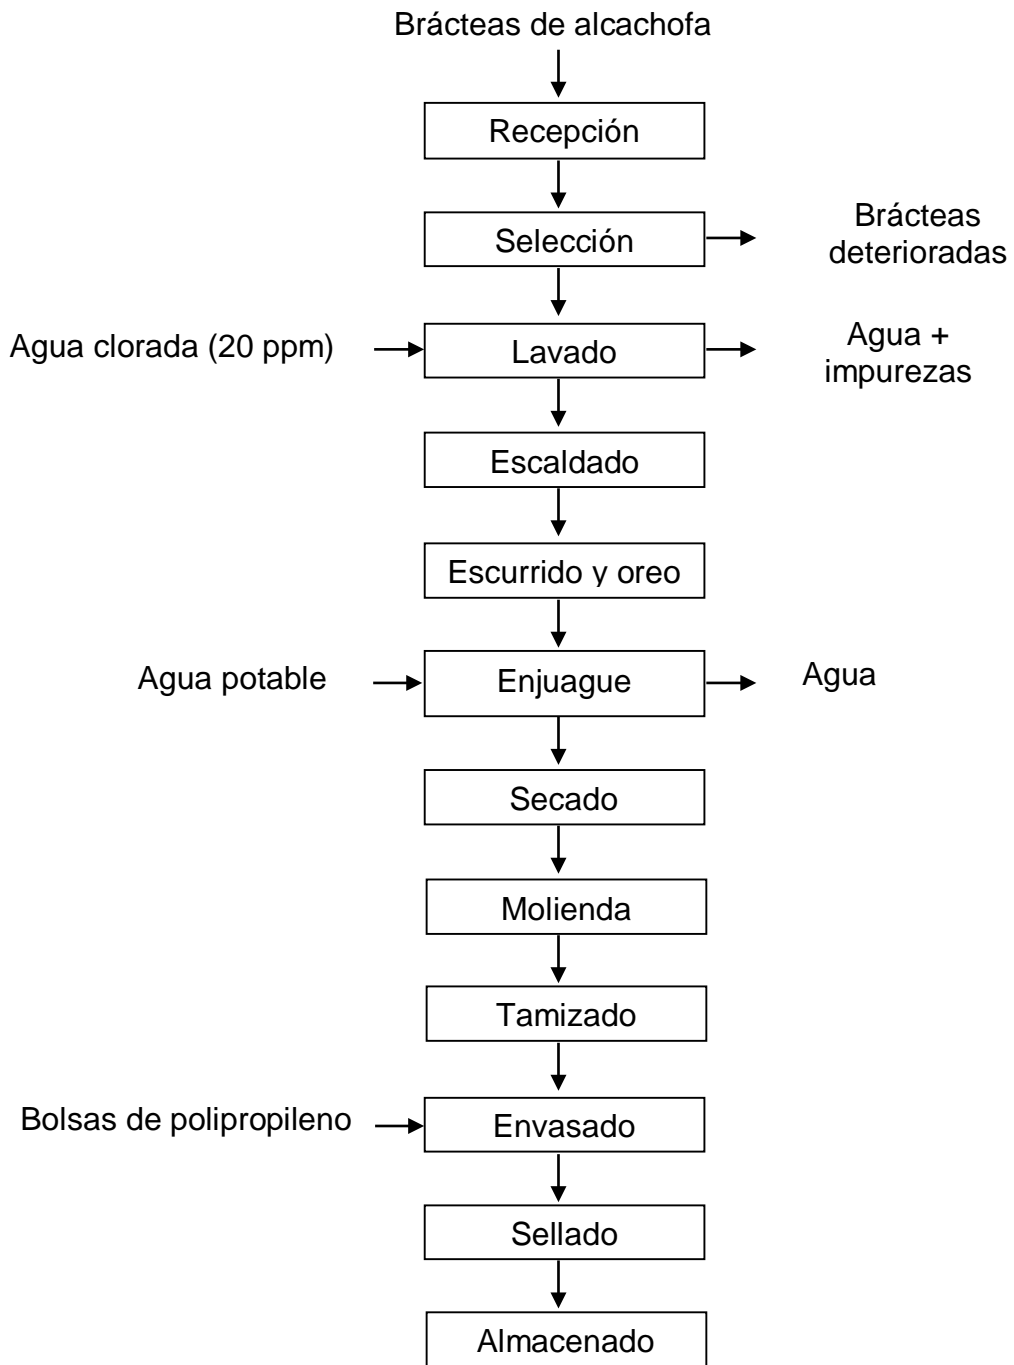 Brácteas de alcachofa
Recepción
Selección
Brácteas
deterioradas
Agua clorada (20 ppm)
Lavado
Agua +
impurezas
Escaldado
Escurrido y oreo
Agua potable
Enjuague
Agua
Secado
Molienda
Tamizado
Bolsas de polipropileno
Envasado
Sellado
Almacenado